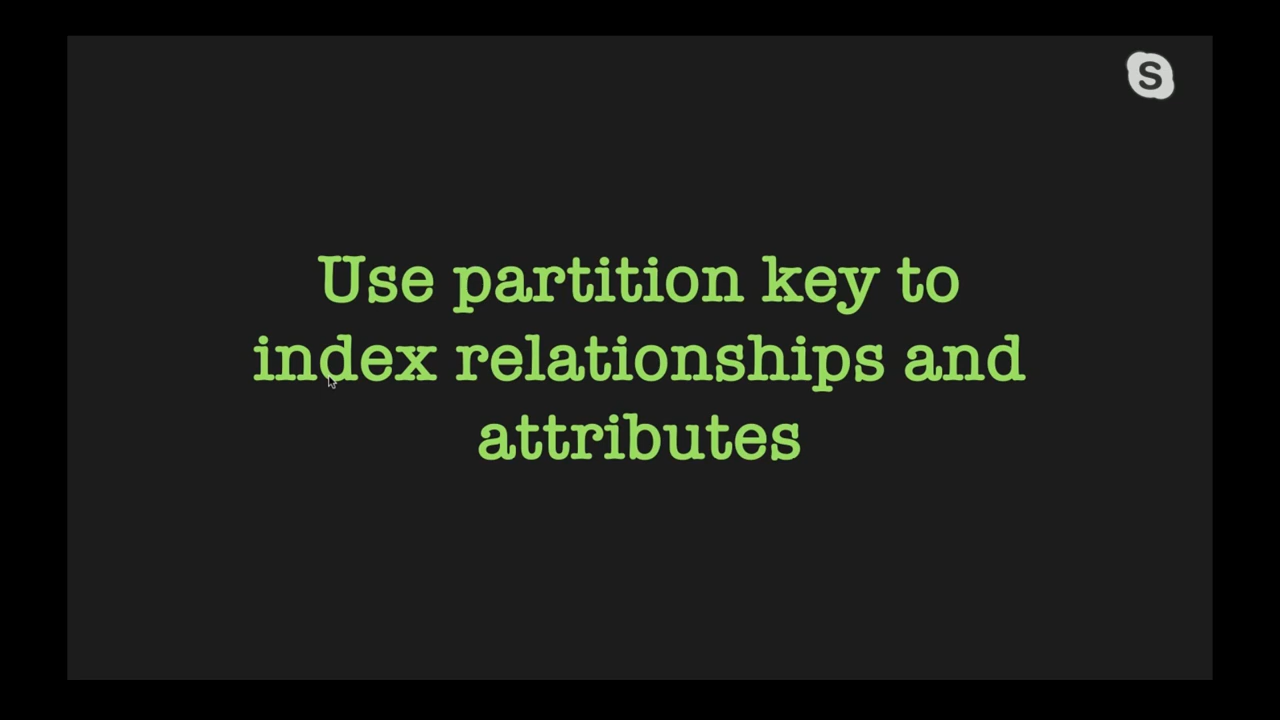 S
Use partition key to
index relationships and
attributes